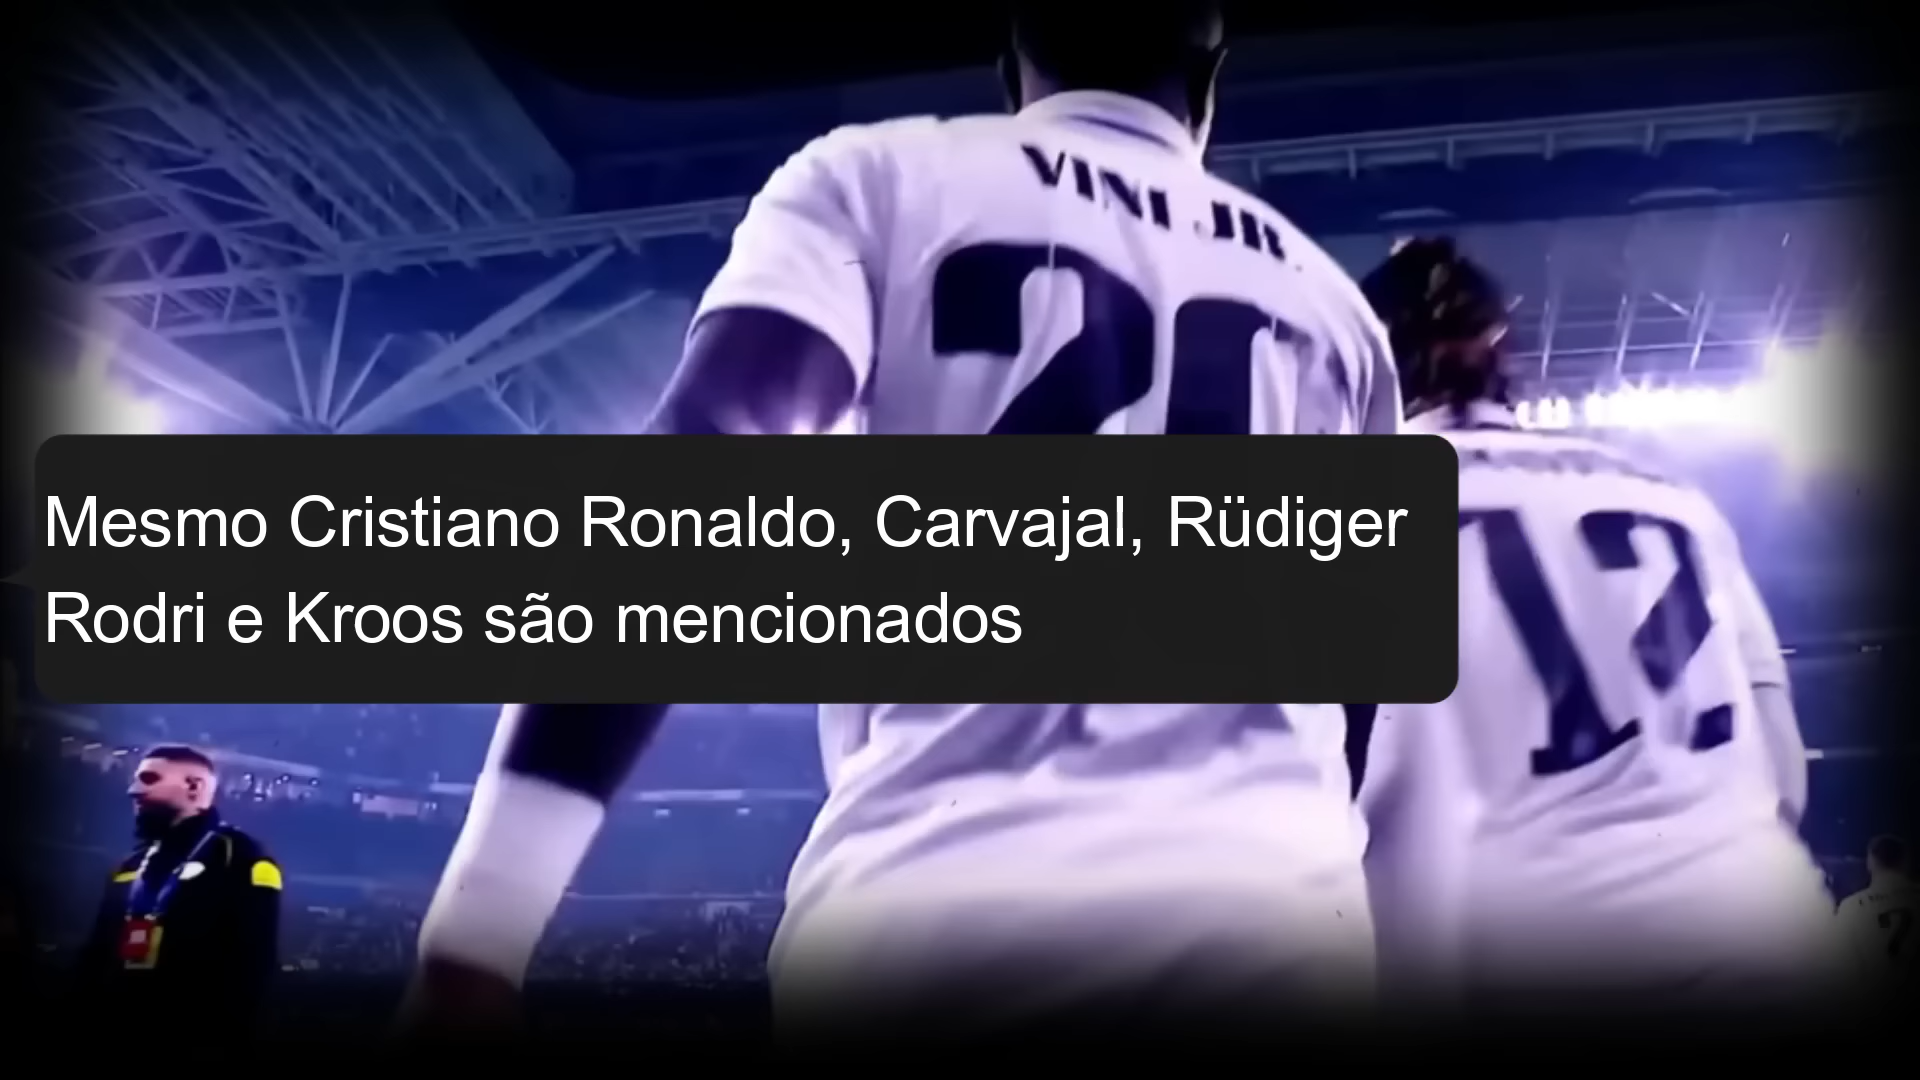 VINI JR.
20
12
Mesmo Cristiano Ronaldo, Carvajal, Rüdiger
Rodri e Kroos são mencionados